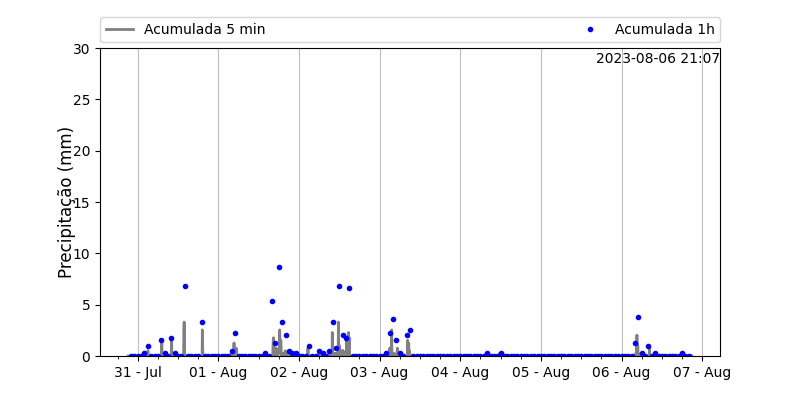 Acumulada 5 min
Acumulada 1h
2023-08-06 21:07
Precipitação (mm)
30
25
20
15
10
5
0
31 - Jul
01 - Aug
02 - Aug
03 - Aug
04 - Aug
05 - Aug
06 - Aug
07 - Aug